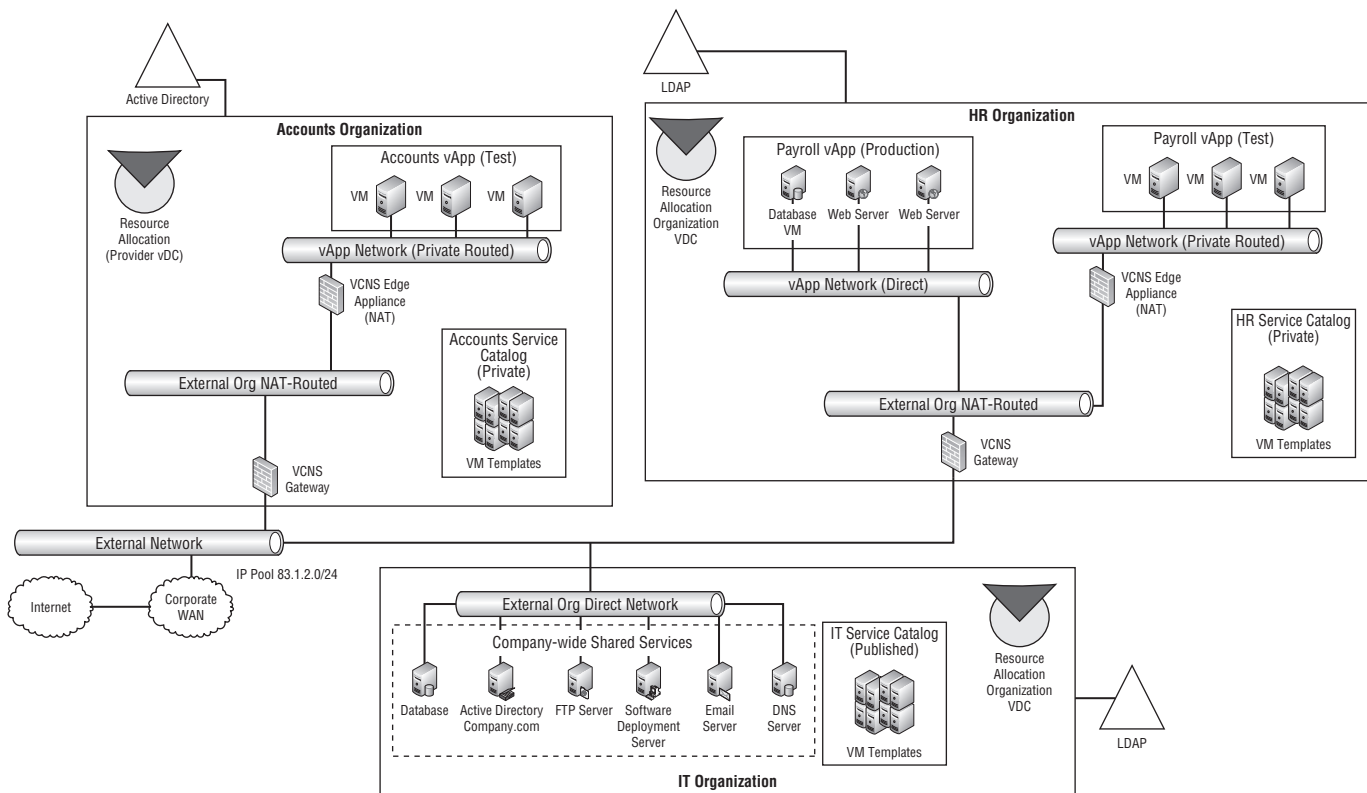 Active Directory
LDAP
Accounts Organization
Accounts vApp (Test)
VM
VM
VM
Resource
Allocation
(Provider vDC)
vApp Network (Private Routed)
VCNS Edge
Appliance
(NAT)
Accounts Service
Catalog
(Private)
VM Templates
External Org NAT-Routed
VCNS
Gateway
HR Organization
Resource
Allocation
Organization
VDC
Payroll vApp (Production)
Database
VM
Web Server
Web Server
vApp Network (Direct)
Payroll vApp (Test)
VM
VM
VM
vApp Network (Private Routed)
VCNS Edge
Appliance
(NAT)
HR Service Catalog
(Private)
VM Templates
External Org NAT-Routed
VCNS
Gateway
External Network
IP Pool 83.1.2.0/24
Internet
Corporate
WAN
External Org Direct Network
Company-wide Shared Services
Database
Active Directory
Company.com
FTP Server
Software
Deployment
Server
Email
Server
DNS
Server
IT Service Catalog
(Published)
VM Templates
Resource
Allocation
Organization
VDC
LDAP
IT Organization